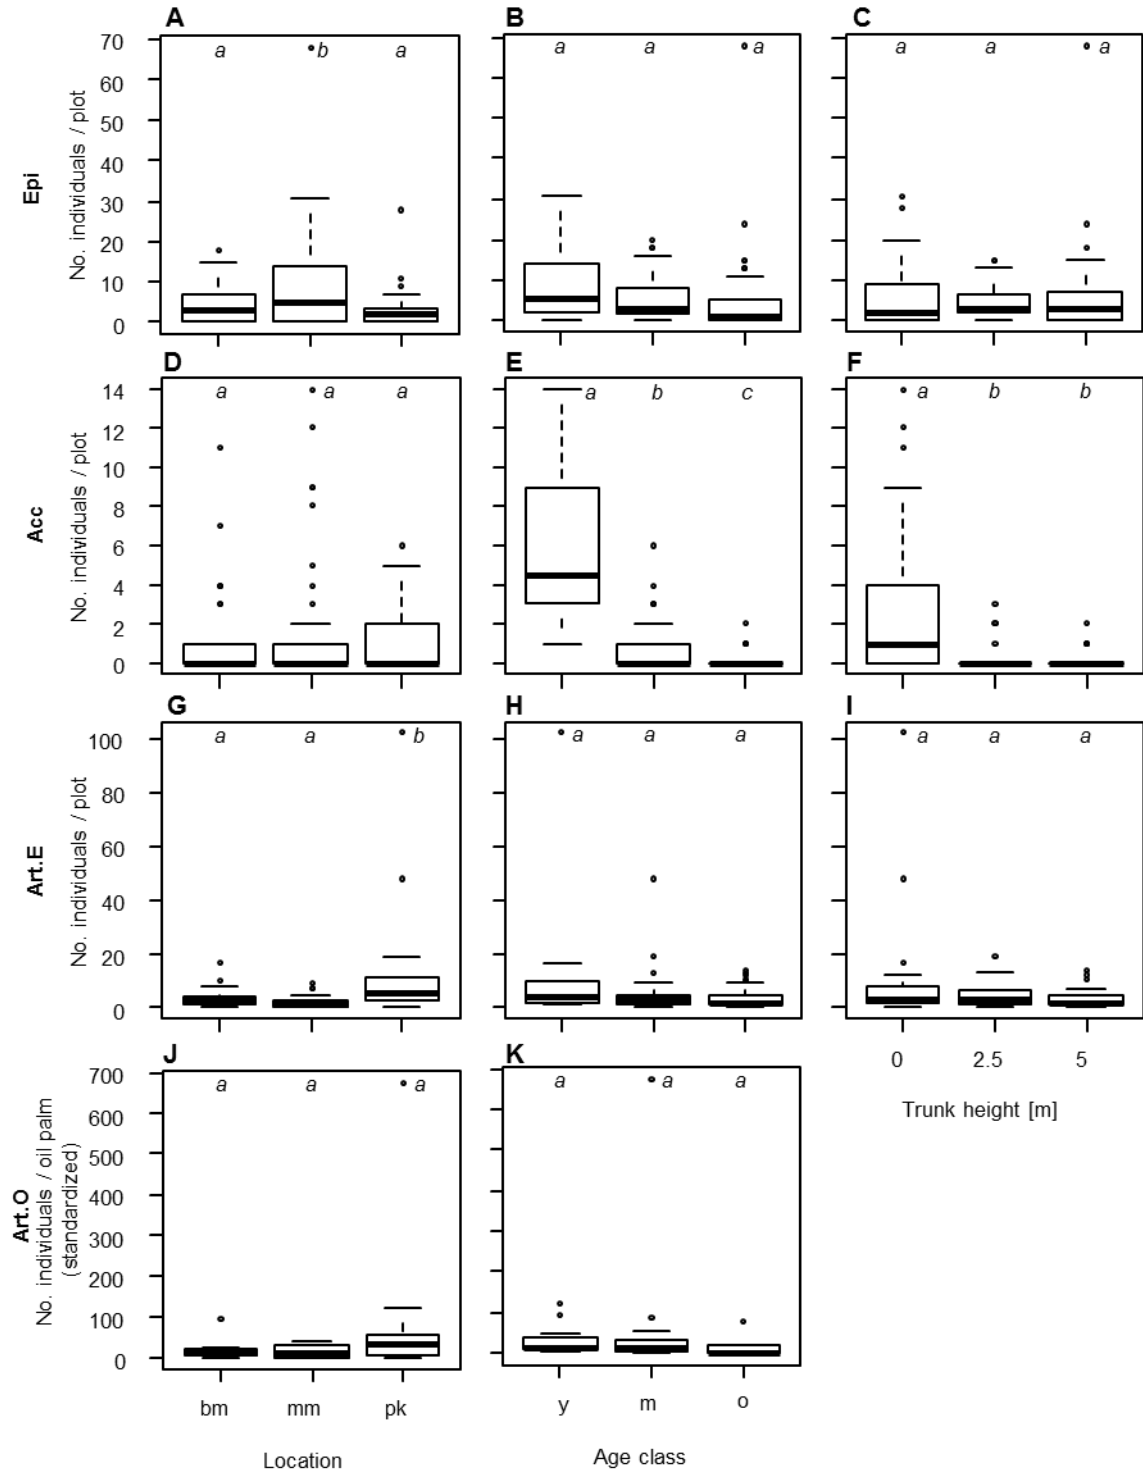 A B C
Epi
No. individuals / plot
70
60
50
40
30
20
10
0
a b a
a a a
a a a
D E F
Acc
No. individuals / plot
14
12
10
8
6
4
2
0
a a a
a b c
a b b
G H I
Art.E
No. individuals / plot
100
80
60
40
20
0
a a b
a a a
a a a
0 2.5 5
Trunk height [m]
J K
Art.O
No. individuals / oil palm
(standardized)
700
600
500
400
300
200
100
0
a a a
a a a
bm mm pk
y m o
Location
Age class